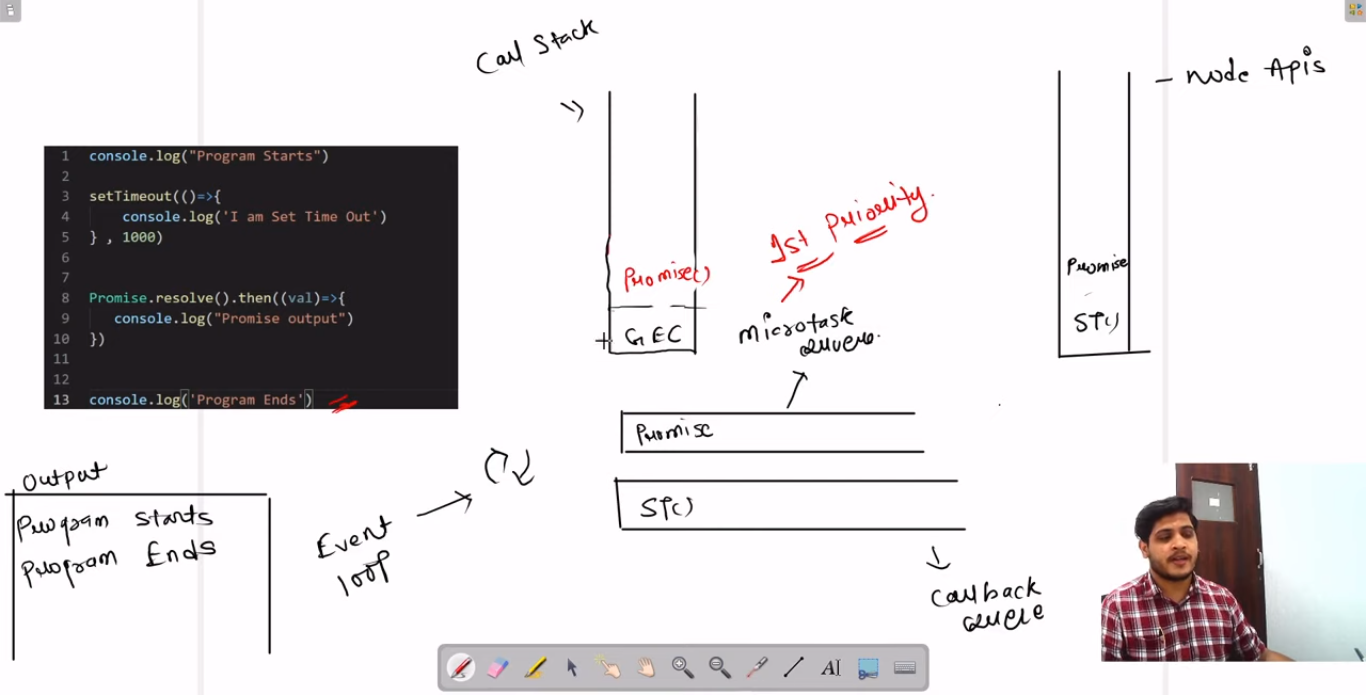 Call Stack
Node Apis
1 console.log("Program Starts")
2
3 setTimeout(()=>{
4 console.log('I am Set Time Out')
5 } , 1000)
6
7
8 Promise.resolve().then((val)=>{
9 console.log("Promise output")
10 })
11
12
13 console.log('Program Ends')
1st Priority.
Promise()
GEC
microtask
queue.
Promise
ST()
Promise
ST()
Callback
queue
Event
loop
Output
Program Starts
Program Ends
AI